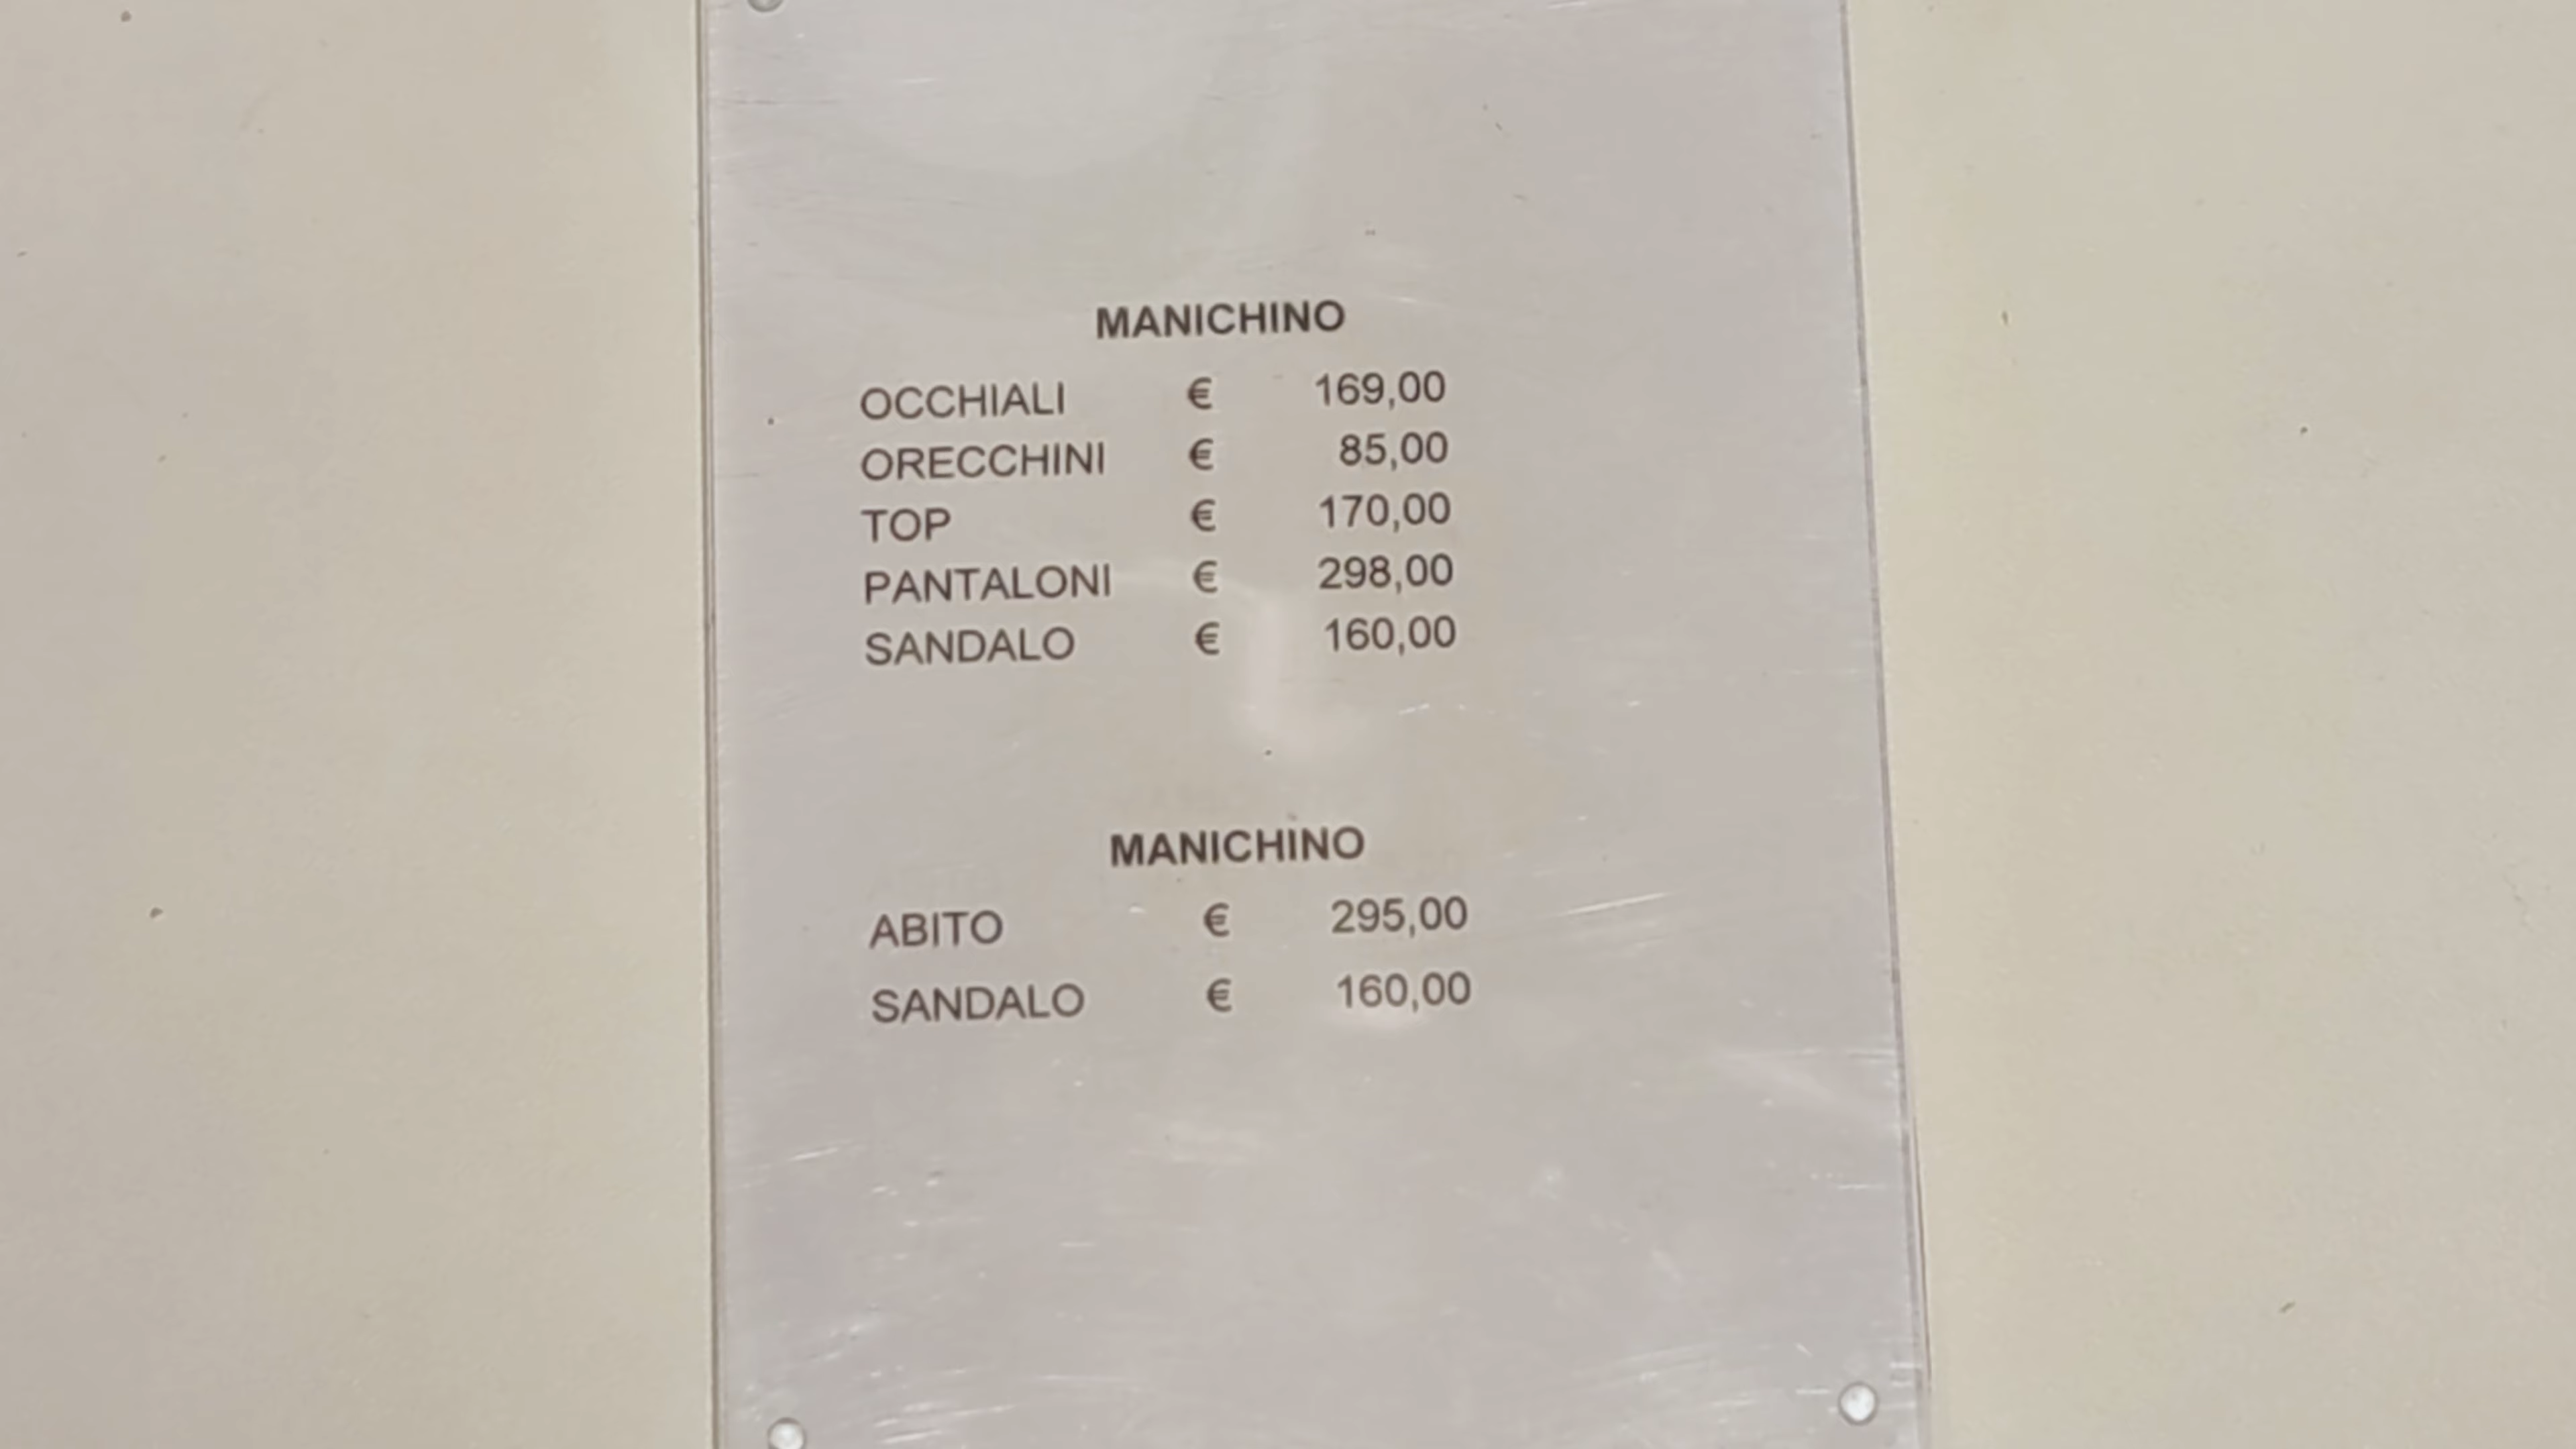 MANICHINO
OCCHIALI € 169,00
ORECCHINI € 85,00
TOP € 170,00
PANTALONI € 298,00
SANDALO € 160,00
MANICHINO
ABITO € 295,00
SANDALO € 160,00